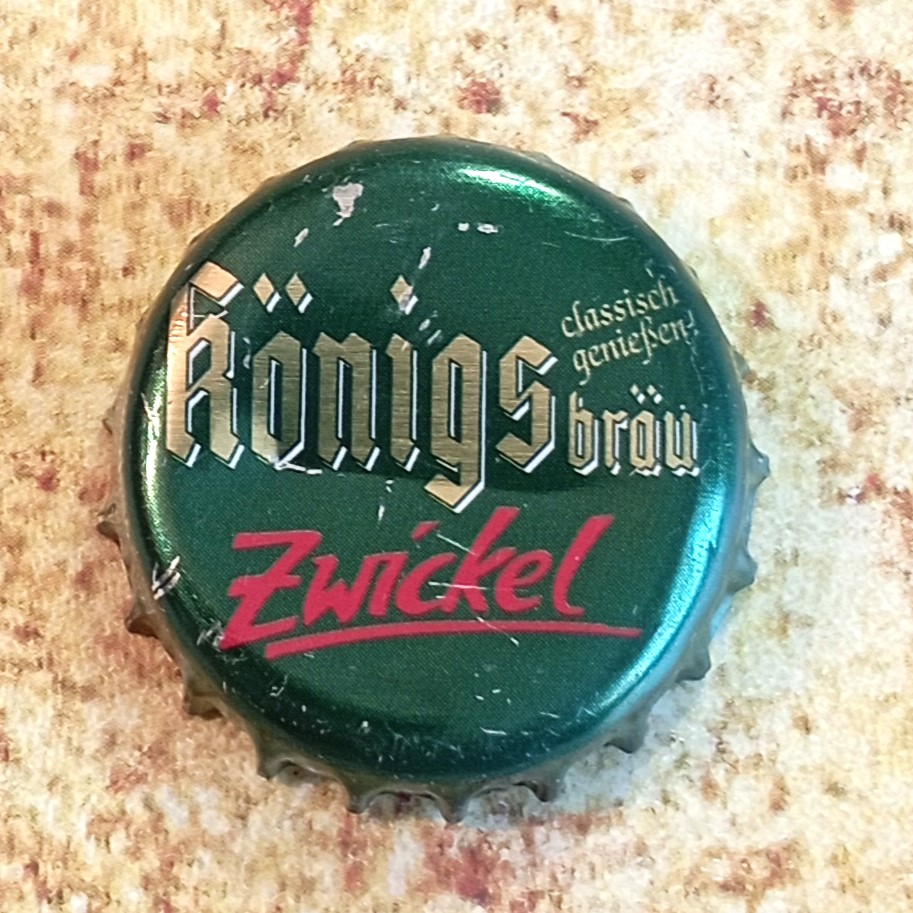 classisch
genießen!
Königs
bräu
Zwickel